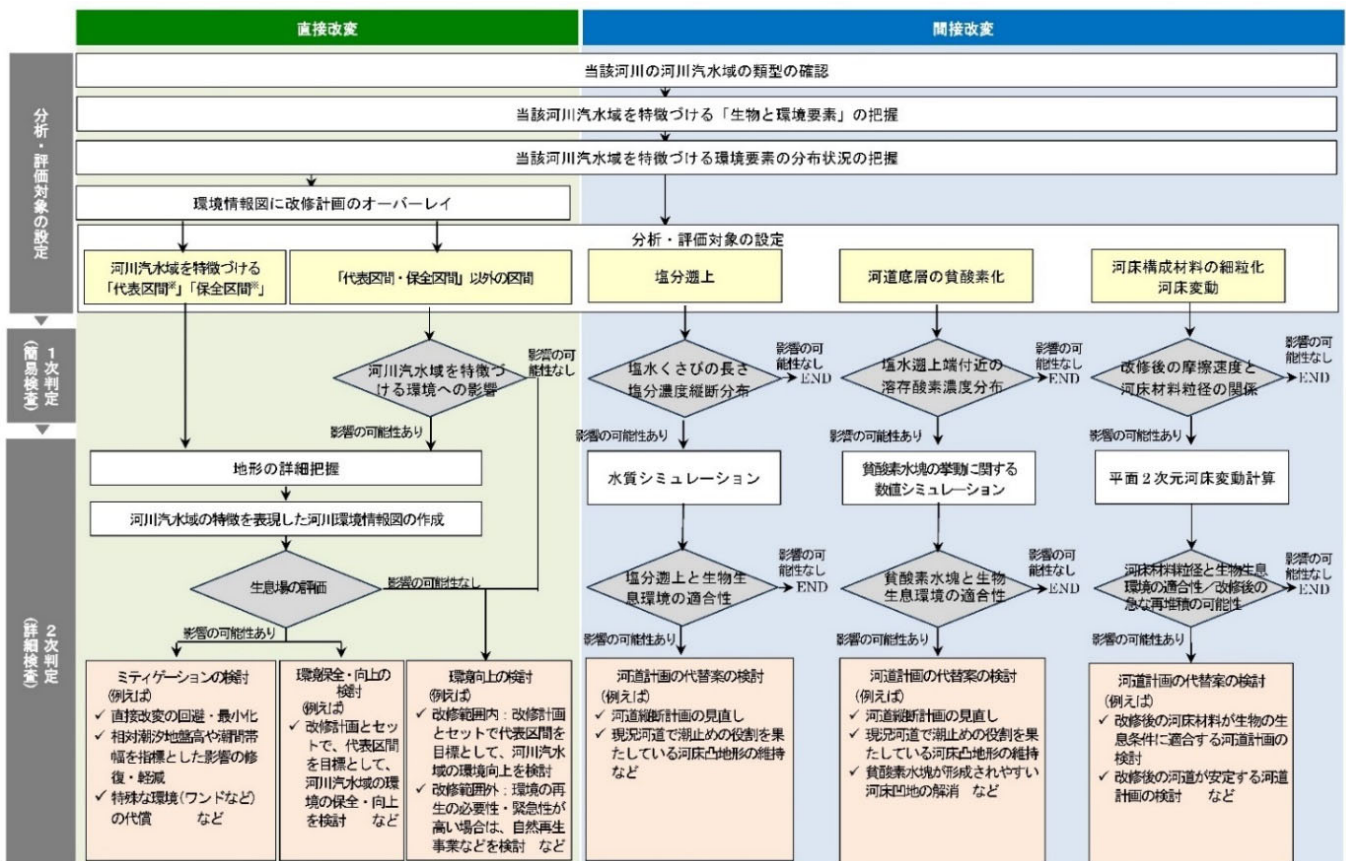 直接改変
間接改変
分析・評価対象の設定
当該河川の河川汽水域の類型の確認
当該河川汽水域を特徴づける「生物と環境要素」の把握
当該河川汽水域を特徴づける環境要素の分布状況の把握
環境情報図に改修計画のオーバーレイ
分析・評価対象の設定
河川汽水域を特徴づける
「代表区間※」「保全区間※」
「代表区間・保全区間」以外の区間
塩分遡上
河道底層の貧酸素化
河床構成材料の細粒化
河床変動
1次判定
(簡易検査)
河川汽水域を特徴づ
ける環境への影響
影響の可
能性なし
影響の可能性あり
塩水くさびの長さ
塩分濃度縦断分布
影響の可
能性なし
END
影響の可能性あり
塩水遡上端付近の
溶存酸素濃度分布
影響の可
能性なし
END
影響の可能性あり
改修後の摩擦速度と
河床材料粒径の関係
影響の可
能性なし
END
影響の可能性あり
2次判定
(詳細検査)
地形の詳細把握
河川汽水域の特徴を表現した河川環境情報図の作成
生息場の評価
影響の可能性なし
影響の可能性あり
水質シミュレーション
塩分遡上と生物生
息環境の適合性
影響の可
能性なし
END
影響の可能性あり
貧酸素水塊の挙動に関する
数値シミュレーション
貧酸素水塊と生物
生息環境の適合性
影響の可
能性なし
END
影響の可能性あり
平面2次元河床変動計算
河床材料粒径と生物生息
環境の適合性/改修後の
急な再堆積の可能性
影響の可
能性なし
END
影響の可能性あり
ミティゲーションの検討
(例えば)
✓ 直接改変の回避・最小化
✓ 相対潮汐地盤高や潮間帯
幅を指標とした影響の修
復・軽減
✓ 特殊な環境(ワンドなど)
の代償 など
環境保全・向上の
検討
(例えば)
✓ 改修計画とセッ
トで、代表区間
を目標として、
河川汽水域の環
境の保全・向上
を検討 など
環境向上の検討
(例えば)
✓ 改修範囲内:改修計画
とセットで代表区間を
目標として、河川汽水
域の環境向上を検討
✓ 改修範囲外:環境の再
生の必要性・緊急性が
高い場合は、自然再生
事業などを検討 など
河道計画の代替案の検討
(例えば)
✓ 河道縦断計画の見直し
✓ 現況河道で潮止めの役割を果
たしている河床凸地形の維持
など
河道計画の代替案の検討
(例えば)
✓ 河道縦断計画の見直し
✓ 現況河道で潮止めの役割を果
たしている河床凸地形の維持
✓ 貧酸素水塊が形成されやすい
河床凹地の解消 など
河道計画の代替案の検討
(例えば)
✓ 改修後の河床材料が生物の生
息条件に適合する河道計画の
検討
✓ 改修後の河道が安定する河道
計画の検討 など